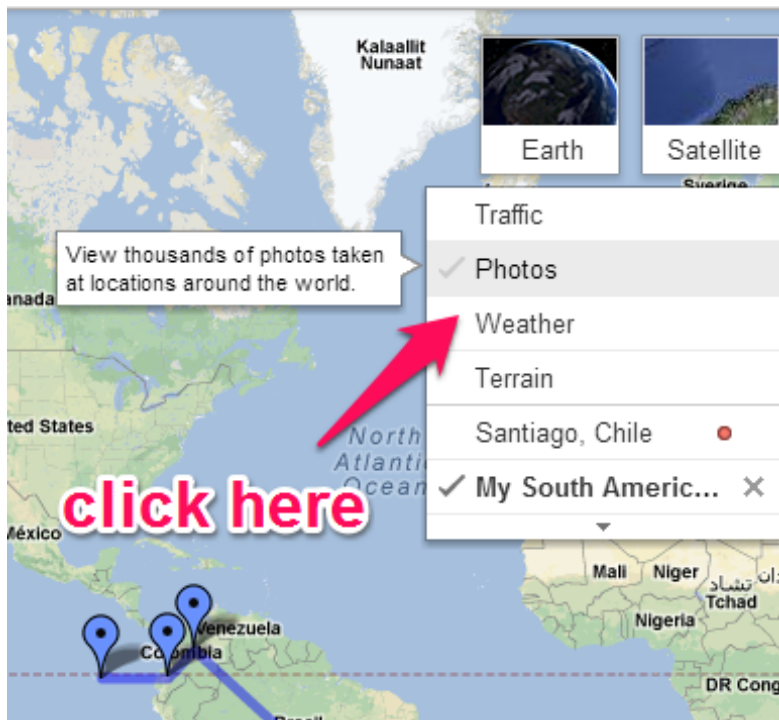 Kalaallit
Nunaat
Earth
Satellite
Sverige
Traffic
View thousands of photos taken
at locations around the world.
Photos
anada
Weather
Terrain
ted States
Santiago, Chile
North
Atlantic
Ocean
My South Americ...
click here
México
Mali
Niger
تشاد
Tchad
Nigeria
Venezuela
Colombia
DR Cong
Brasil